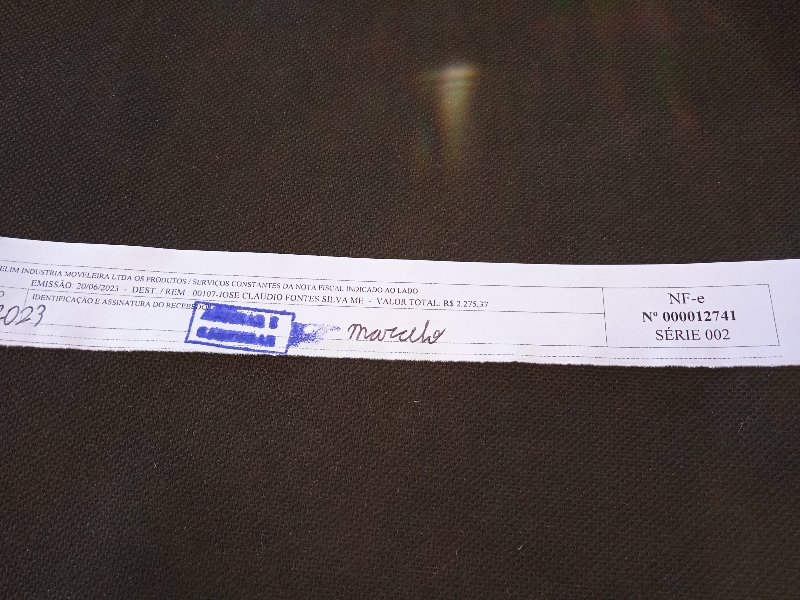 ELIM INDUSTRIA MOVELEIRA LTDA OS PRODUTOS / SERVIÇOS CONSTANTES DA NOTA FISCAL INDICADO AO LADO
EMISSÃO: 20/06/2023 - DEST. / REM.: 00107-JOSE CLAUDIO FONTES SILVA ME - VALOR TOTAL: R$ 2.275,37
IDENTIFICAÇÃO E ASSINATURA DO RECEBEDOR
2023
Marcelo
NF-e
Nº 000012741
SÉRIE 002